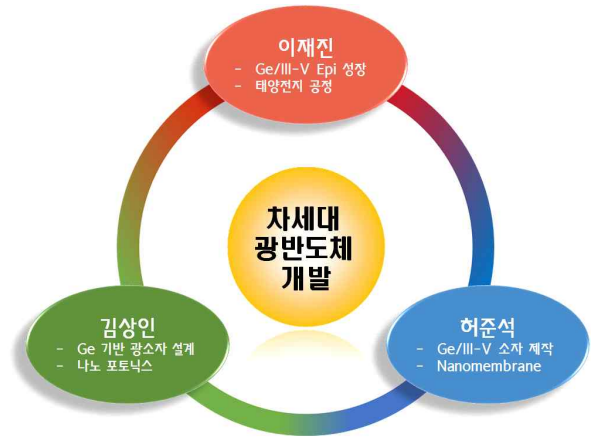 이재진
- Ge/III-V Epi 성장
- 태양전지 공정
차세대
광반도체
개발
김상인
- Ge 기반 광소자 설계
- 나노 포토닉스
허준석
- Ge/III-V 소자 제작
- Nanomembrane